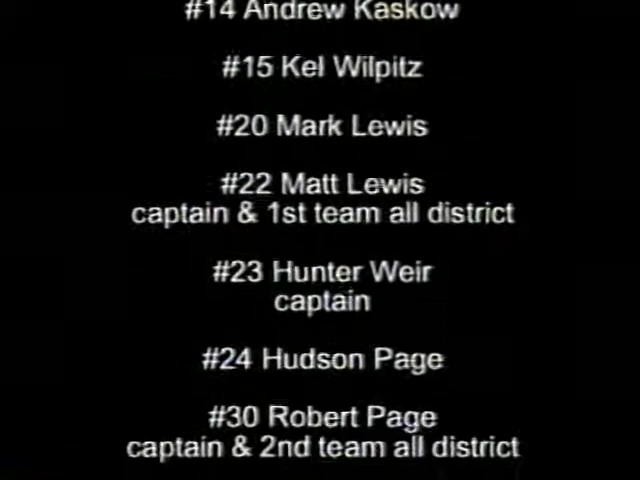 #14 Andrew Kaskow
#15 Kel Wilpitz
#20 Mark Lewis
#22 Matt Lewis
captain & 1st team all district
#23 Hunter Weir
captain
#24 Hudson Page
#30 Robert Page
captain & 2nd team all district